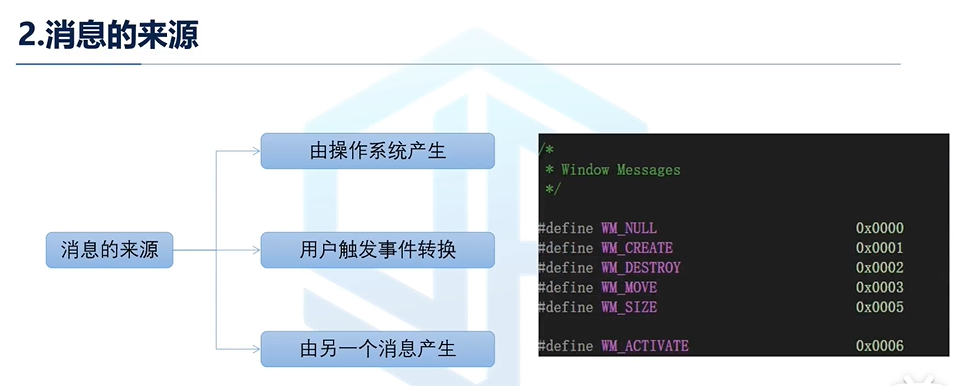 2.消息的来源
消息的来源
由操作系统产生
用户触发事件转换
由另一个消息产生
/*
 * Window Messages
 */
#define WM_NULL 0x0000
#define WM_CREATE 0x0001
#define WM_DESTROY 0x0002
#define WM_MOVE 0x0003
#define WM_SIZE 0x0005
#define WM_ACTIVATE 0x0006